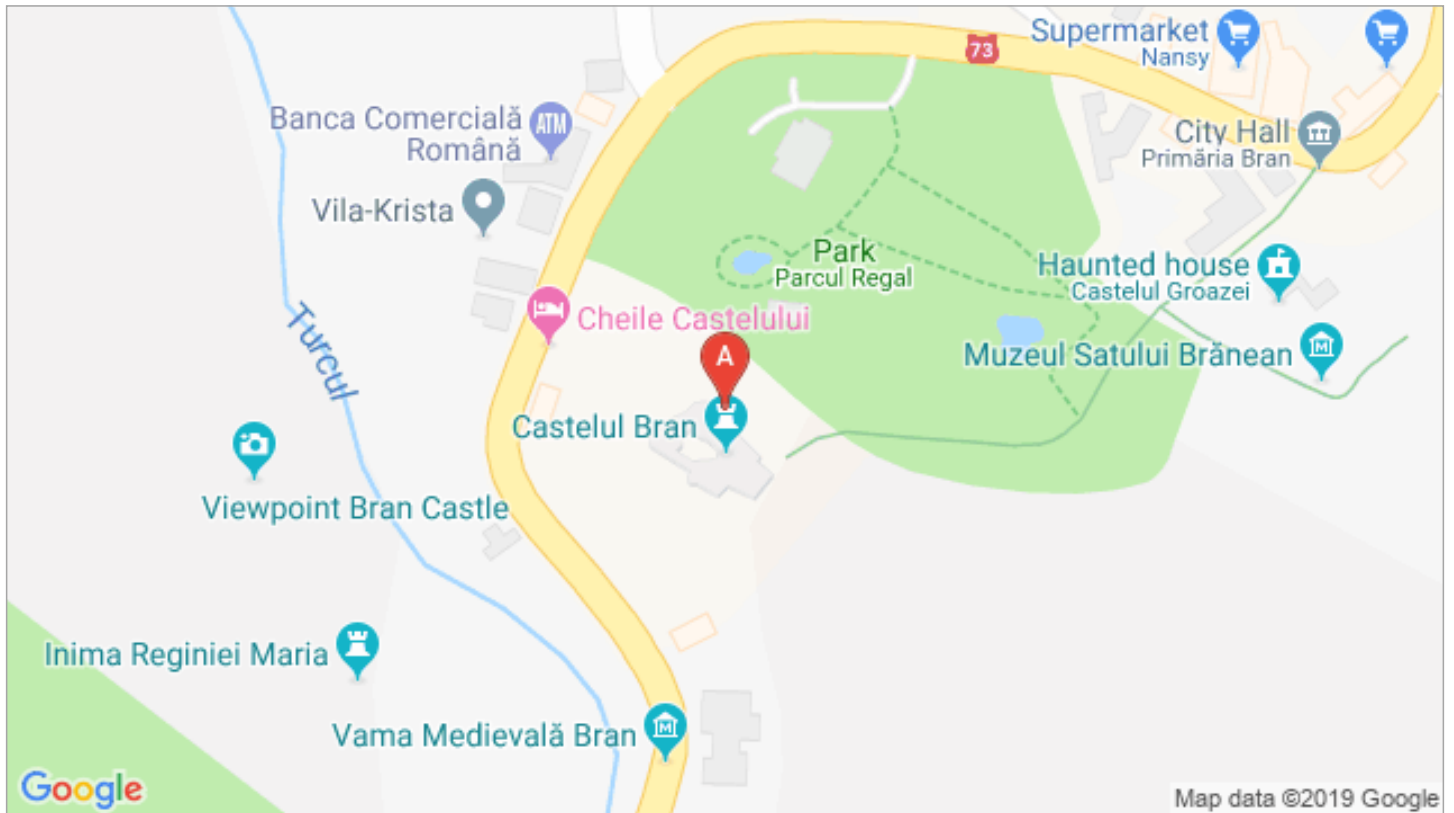 73
Supermarket
Nansy
Banca Comercială
Română
ATM
City Hall
Primăria Bran
Vila-Krista
Park
Parcul Regal
Haunted house
Castelul Groazei
Turcul
Cheile Castelului
Muzeul Satului Brănean
M
A
Castelul Bran
Viewpoint Bran Castle
Inima Reginiei Maria
Vama Medievală Bran
M
Google
Map data ©2019 Google